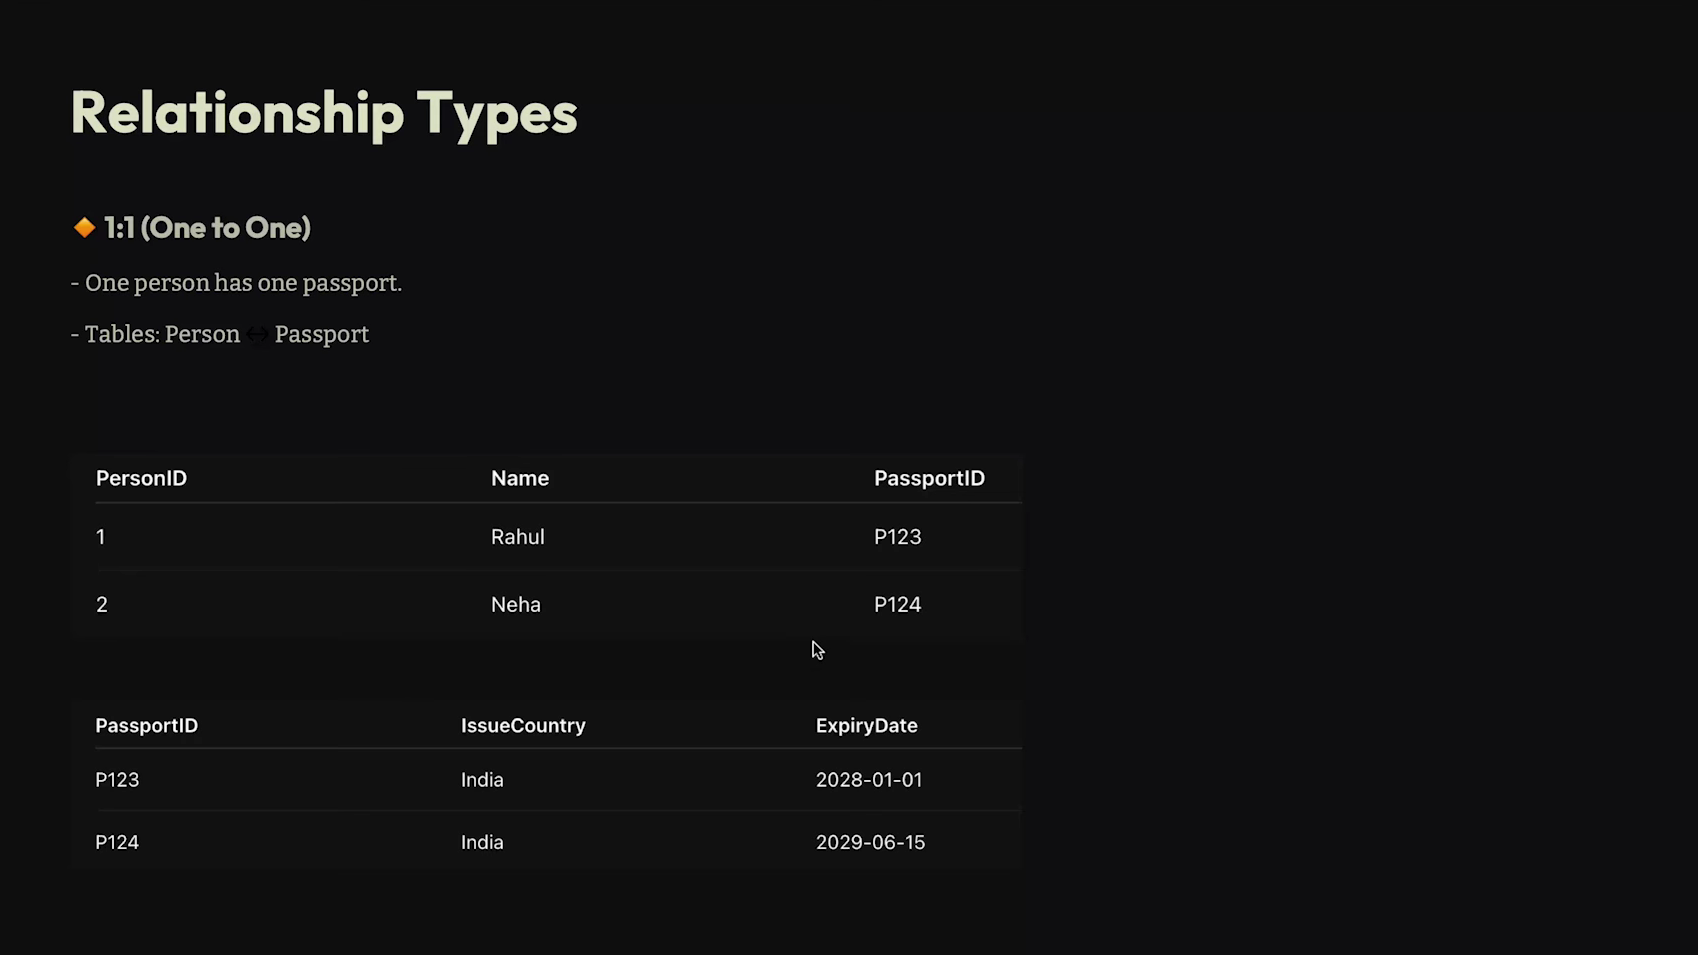 Relationship Types
🔸 1:1 (One to One)
- One person has one passport.
- Tables: Person ↔ Passport
PersonID Name PassportID
1 Rahul P123
2 Neha P124
PassportID IssueCountry ExpiryDate
P123 India 2028-01-01
P124 India 2029-06-15